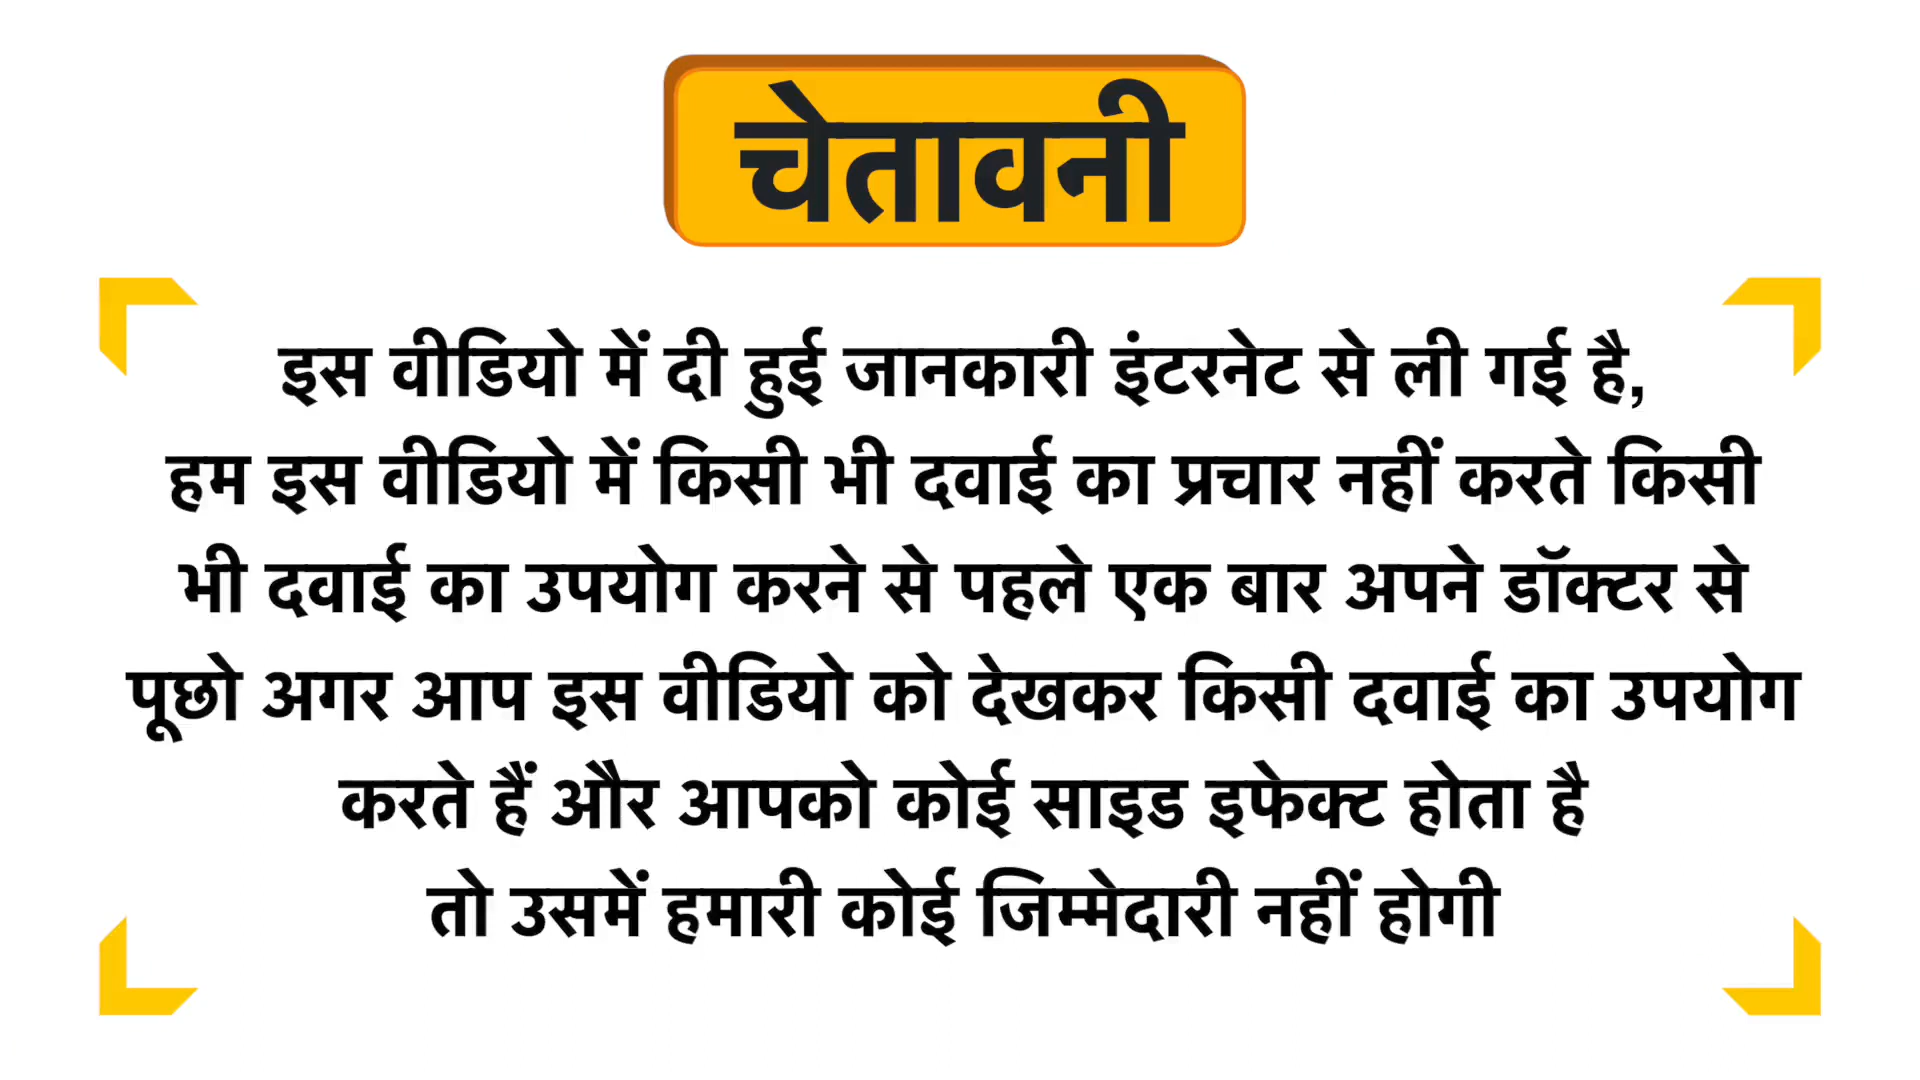 चेतावनी
इस वीडियो में दी हुई जानकारी इंटरनेट से ली गई है,
हम इस वीडियो में किसी भी दवाई का प्रचार नहीं करते किसी
भी दवाई का उपयोग करने से पहले एक बार अपने डॉक्टर से
पूछो अगर आप इस वीडियो को देखकर किसी दवाई का उपयोग
करते हैं और आपको कोई साइड इफेक्ट होता है
तो उसमें हमारी कोई जिम्मेदारी नहीं होगी